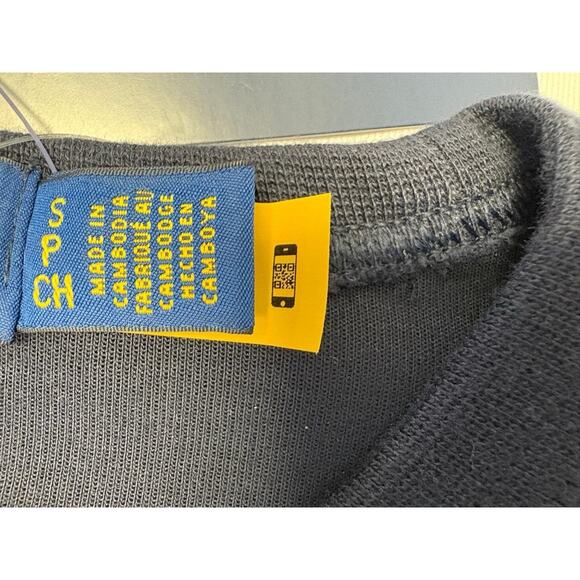 S
P
CH
MADE IN
CAMBODIA
FABRIQUÉ AU
CAMBODGE
HECHO EN
CAMBOYA